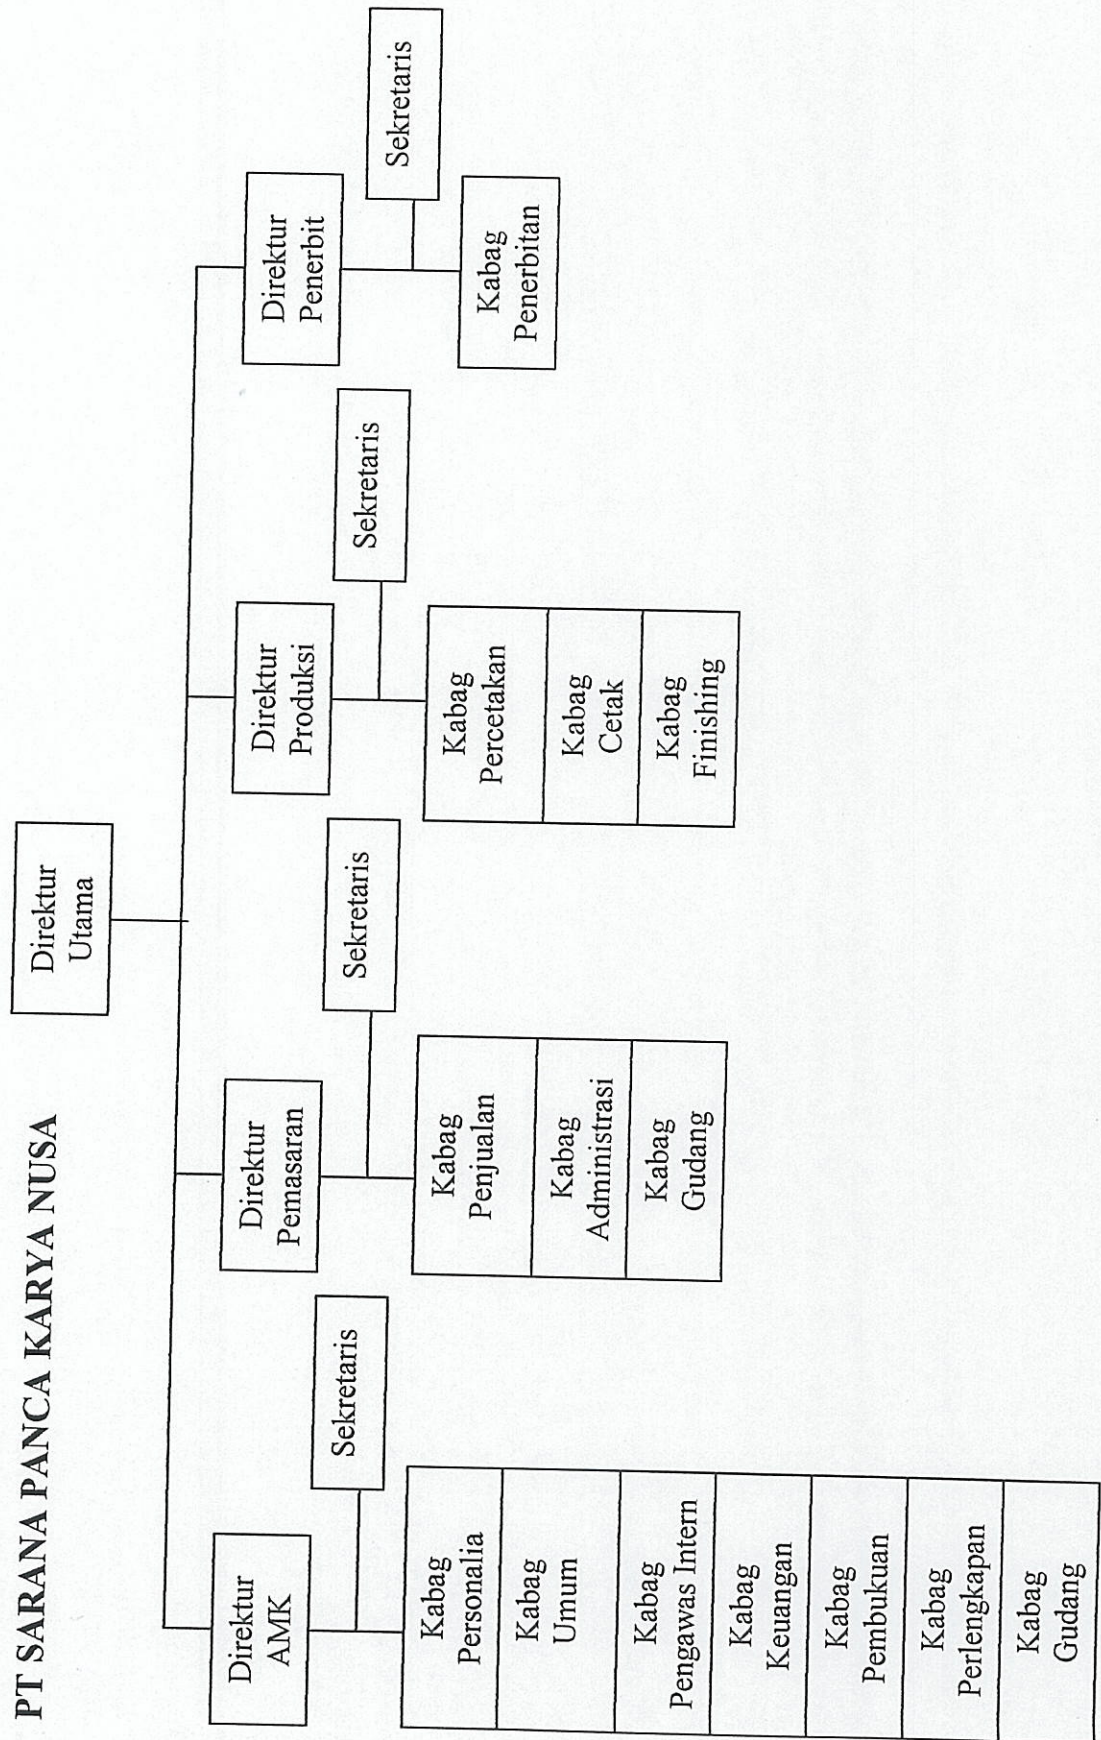 PT SARANA PANCA KARYA NUSA
Direktur
Utama
Direktur
AMK
Sekretaris
Kabag
Personalia
Kabag
Umum
Kabag
Pengawas Intern
Kabag
Keuangan
Kabag
Pembukuan
Kabag
Perlengkapan
Kabag
Gudang
Direktur
Pemasaran
Sekretaris
Kabag
Penjualan
Kabag
Administrasi
Kabag
Gudang
Direktur
Produksi
Sekretaris
Kabag
Percetakan
Kabag
Cetak
Kabag
Finishing
Direktur
Penerbit
Sekretaris
Kabag
Penerbitan